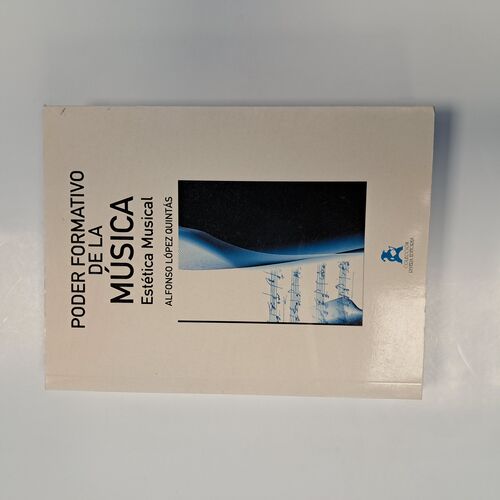 PODER FORMATIVO
DE LA
MÚSICA
Estética Musical
ALFONSO LÓPEZ QUINTÁS